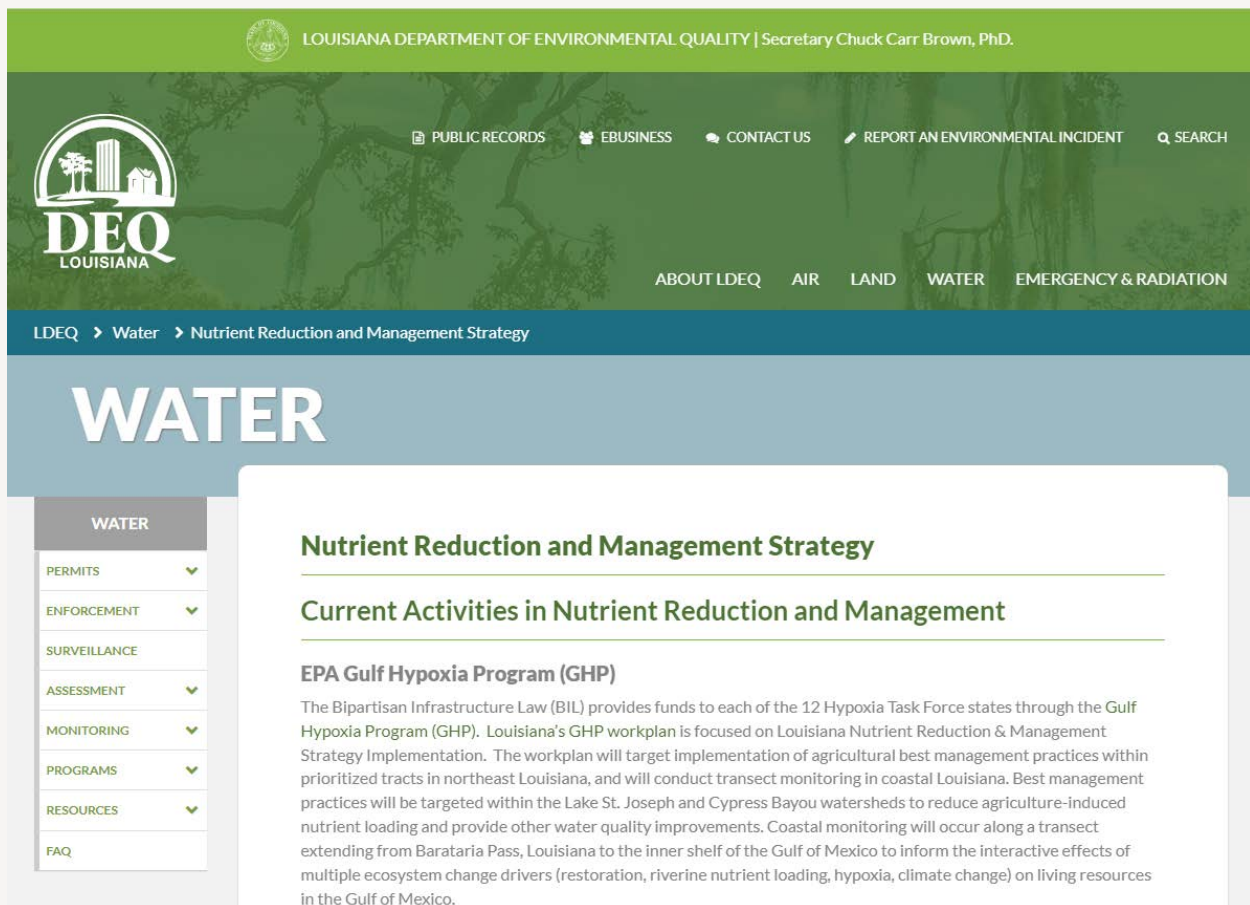 LOUISIANA DEPARTMENT OF ENVIRONMENTAL QUALITY | Secretary Chuck Carr Brown, PhD.
PUBLIC RECORDS EBUSINESS CONTACT US REPORT AN ENVIRONMENTAL INCIDENT SEARCH
DEQ
LOUISIANA
ABOUT LDEQ AIR LAND WATER EMERGENCY & RADIATION
LDEQ > Water > Nutrient Reduction and Management Strategy
WATER
WATER
PERMITS
ENFORCEMENT
SURVEILLANCE
ASSESSMENT
MONITORING
PROGRAMS
RESOURCES
FAQ
Nutrient Reduction and Management Strategy
Current Activities in Nutrient Reduction and Management
EPA Gulf Hypoxia Program (GHP)
The Bipartisan Infrastructure Law (BIL) provides funds to each of the 12 Hypoxia Task Force states through the Gulf
Hypoxia Program (GHP). Louisiana's GHP workplan is focused on Louisiana Nutrient Reduction & Management
Strategy Implementation. The workplan will target implementation of agricultural best management practices within
prioritized tracts in northeast Louisiana, and will conduct transect monitoring in coastal Louisiana. Best management
practices will be targeted within the Lake St. Joseph and Cypress Bayou watersheds to reduce agriculture-induced
nutrient loading and provide other water quality improvements. Coastal monitoring will occur along a transect
extending from Barataria Pass, Louisiana to the inner shelf of the Gulf of Mexico to inform the interactive effects of
multiple ecosystem change drivers (restoration, riverine nutrient loading, hypoxia, climate change) on living resources
in the Gulf of Mexico.